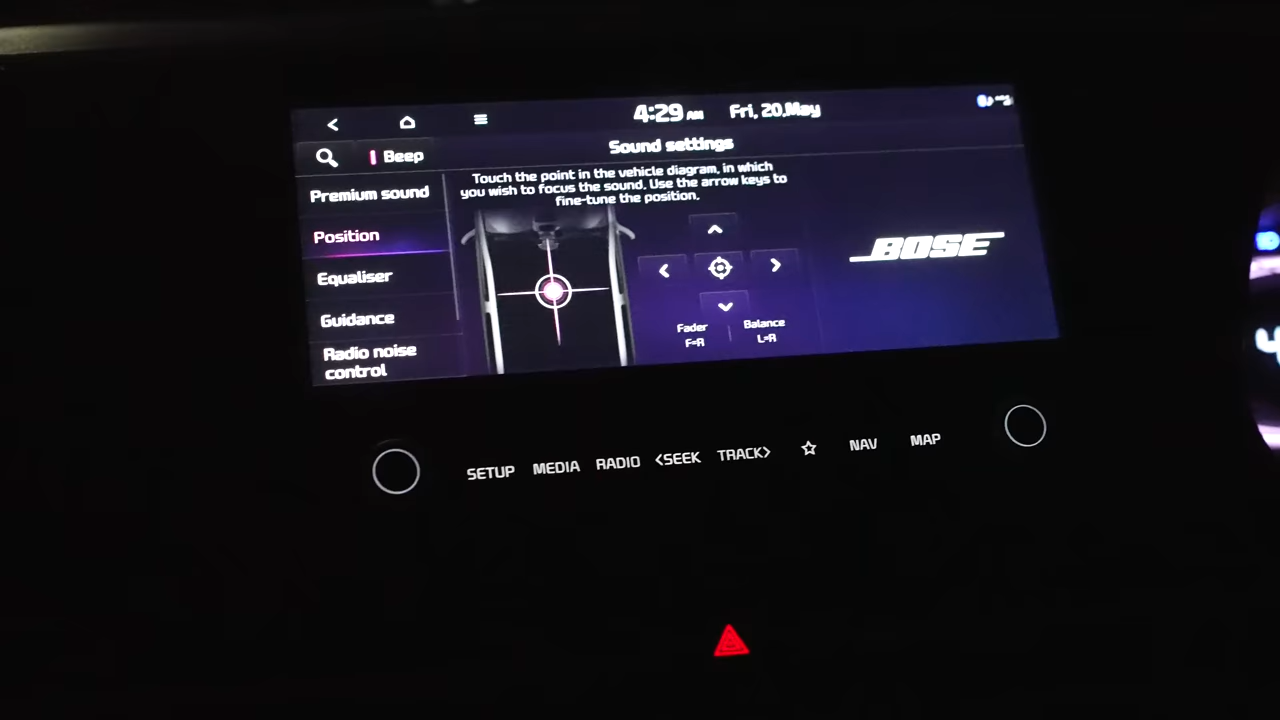 4:29 AM Fri, 20.May
Beep
Sound settings
Premium sound
Position
Equaliser
Guidance
Radio noise
control
Touch the point in the vehicle diagram, in which
you wish to focus the sound. Use the arrow keys to
fine-tune the position.
Fader
F=R
Balance
L=R
BOSE
SETUP MEDIA RADIO <SEEK TRACK> NAV MAP